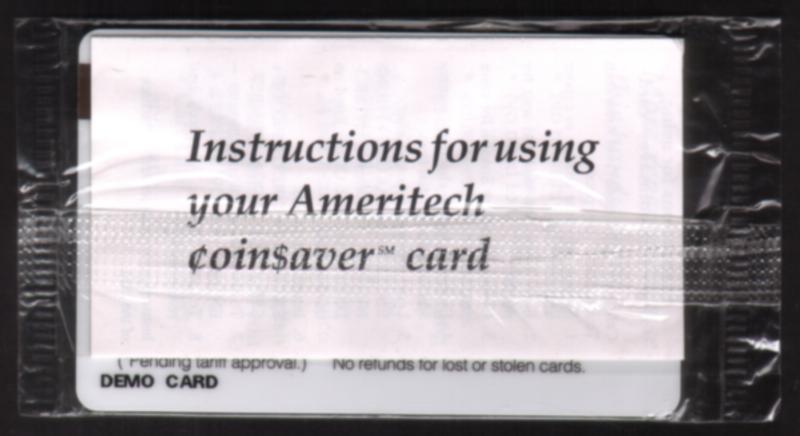 Instructions for using
your Ameritech
¢oin$aver℠ card
(Pending tariff approval.) No refunds for lost or stolen cards.
DEMO CARD